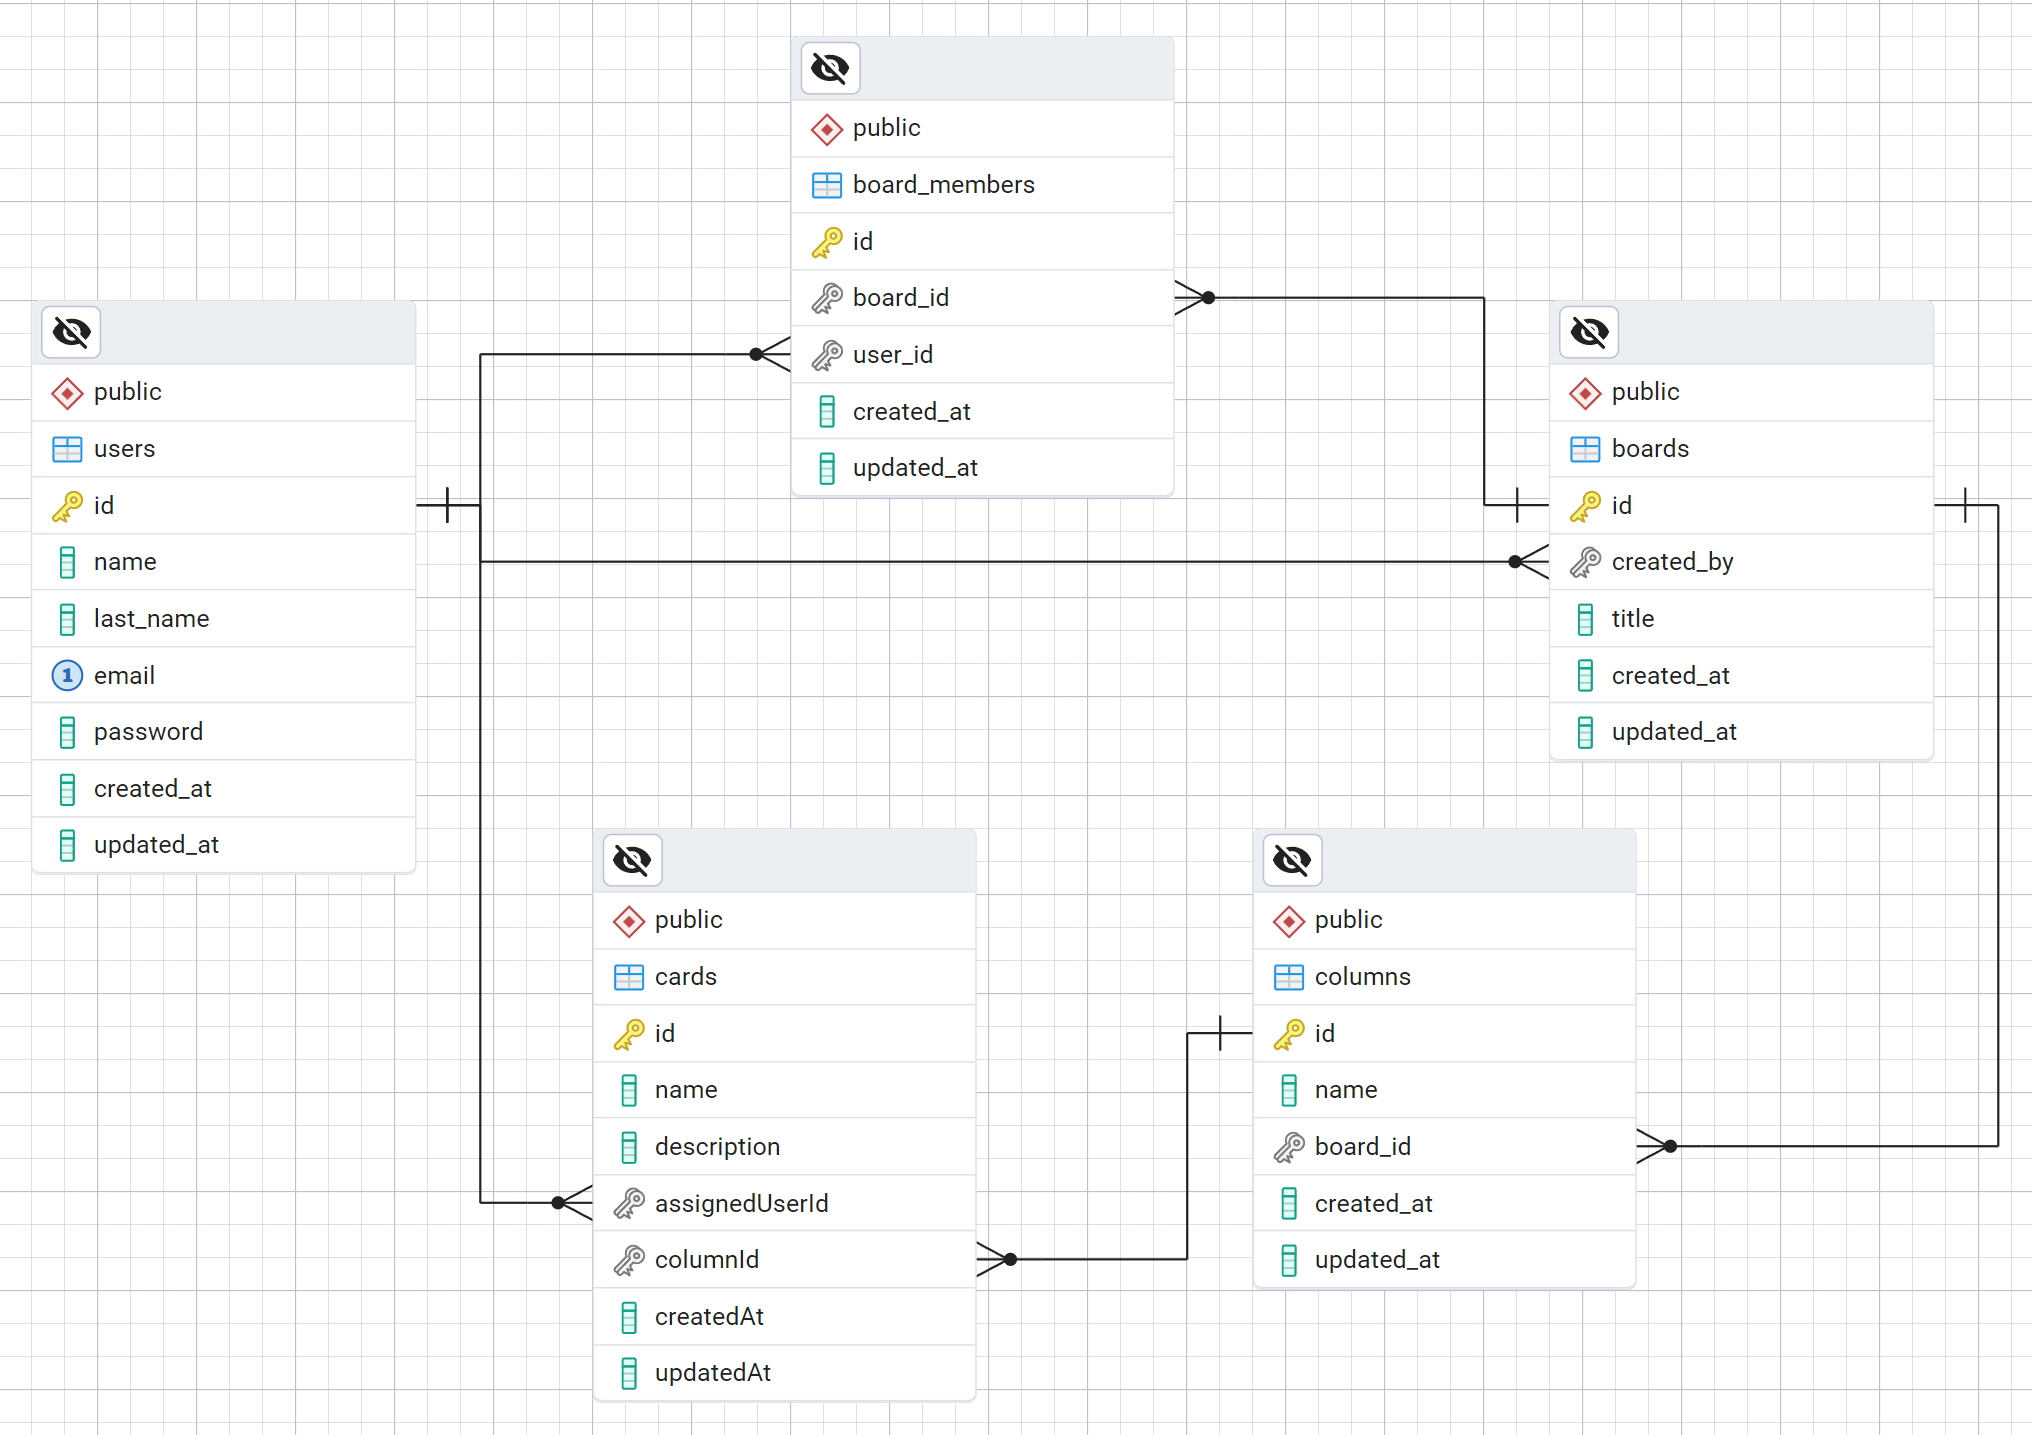 public
board_members
id
board_id
user_id
created_at
updated_at
public
users
id
name
last_name
1 email
password
created_at
updated_at
public
boards
id
created_by
title
created_at
updated_at
public
cards
id
name
description
assignedUserId
columnId
createdAt
updatedAt
public
columns
id
name
board_id
created_at
updated_at